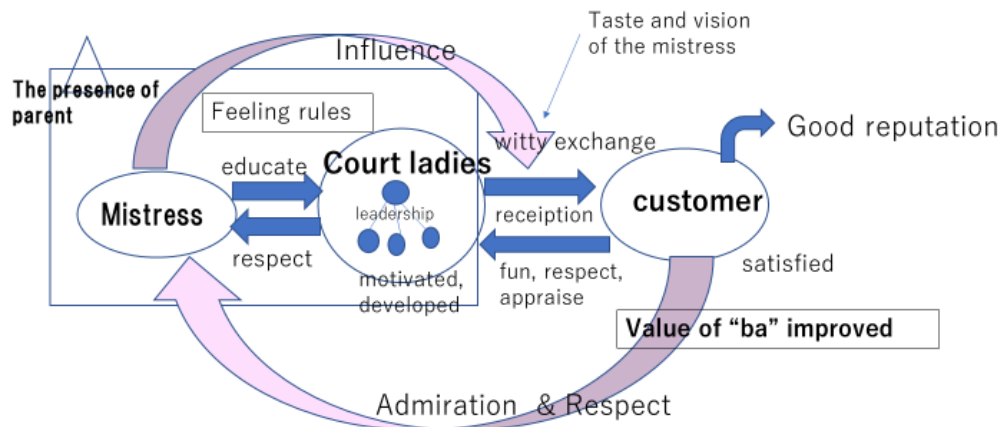 Taste and vision
of the mistress
Influence
The presence of
parent
Feeling rules
Good reputation
witty exchange
educate
Court ladies
customer
Mistress
leadership
receiption
respect
motivated,
developed
fun, respect,
appraise
satisfied
Value of “ba” improved
Admiration & Respect